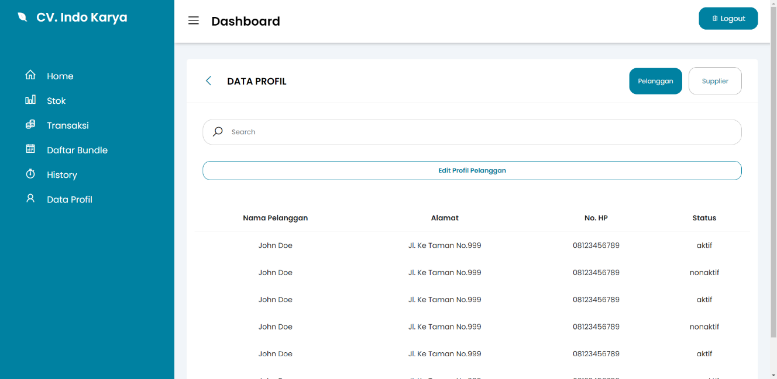 CV. Indo Karya
Dashboard
Logout
Home
Stok
Transaksi
Daftar Bundle
History
Data Profil
DATA PROFIL
Pelanggan
Supplier
Search
Edit Profil Pelanggan
Nama Pelanggan Alamat No. HP Status
John Doe Jl. Ke Taman No.999 08123456789 aktif
John Doe Jl. Ke Taman No.999 08123456789 nonaktif
John Doe Jl. Ke Taman No.999 08123456789 aktif
John Doe Jl. Ke Taman No.999 08123456789 nonaktif
John Doe Jl. Ke Taman No.999 08123456789 aktif